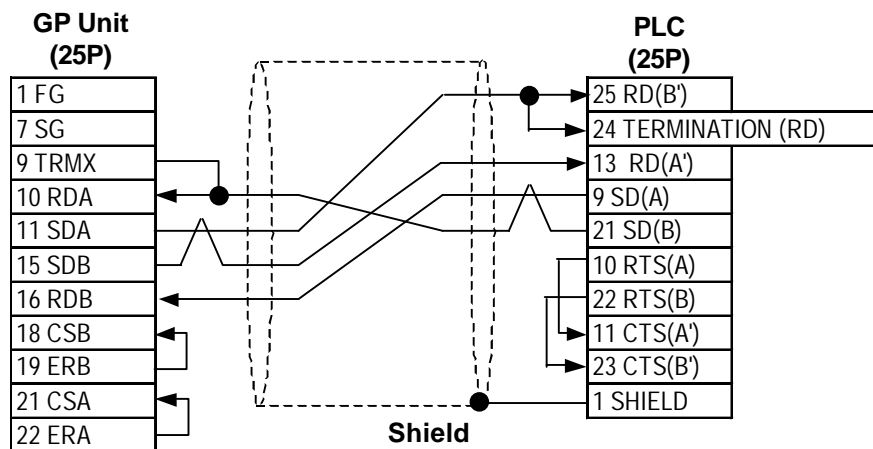 GP Unit
(25P)
1 FG
7 SG
9 TRMX
10 RDA
11 SDA
15 SDB
16 RDB
18 CSB
19 ERB
21 CSA
22 ERA
Shield
PLC
(25P)
25 RD(B')
24 TERMINATION (RD)
13 RD(A')
9 SD(A)
21 SD(B)
10 RTS(A)
22 RTS(B)
11 CTS(A')
23 CTS(B')
1 SHIELD